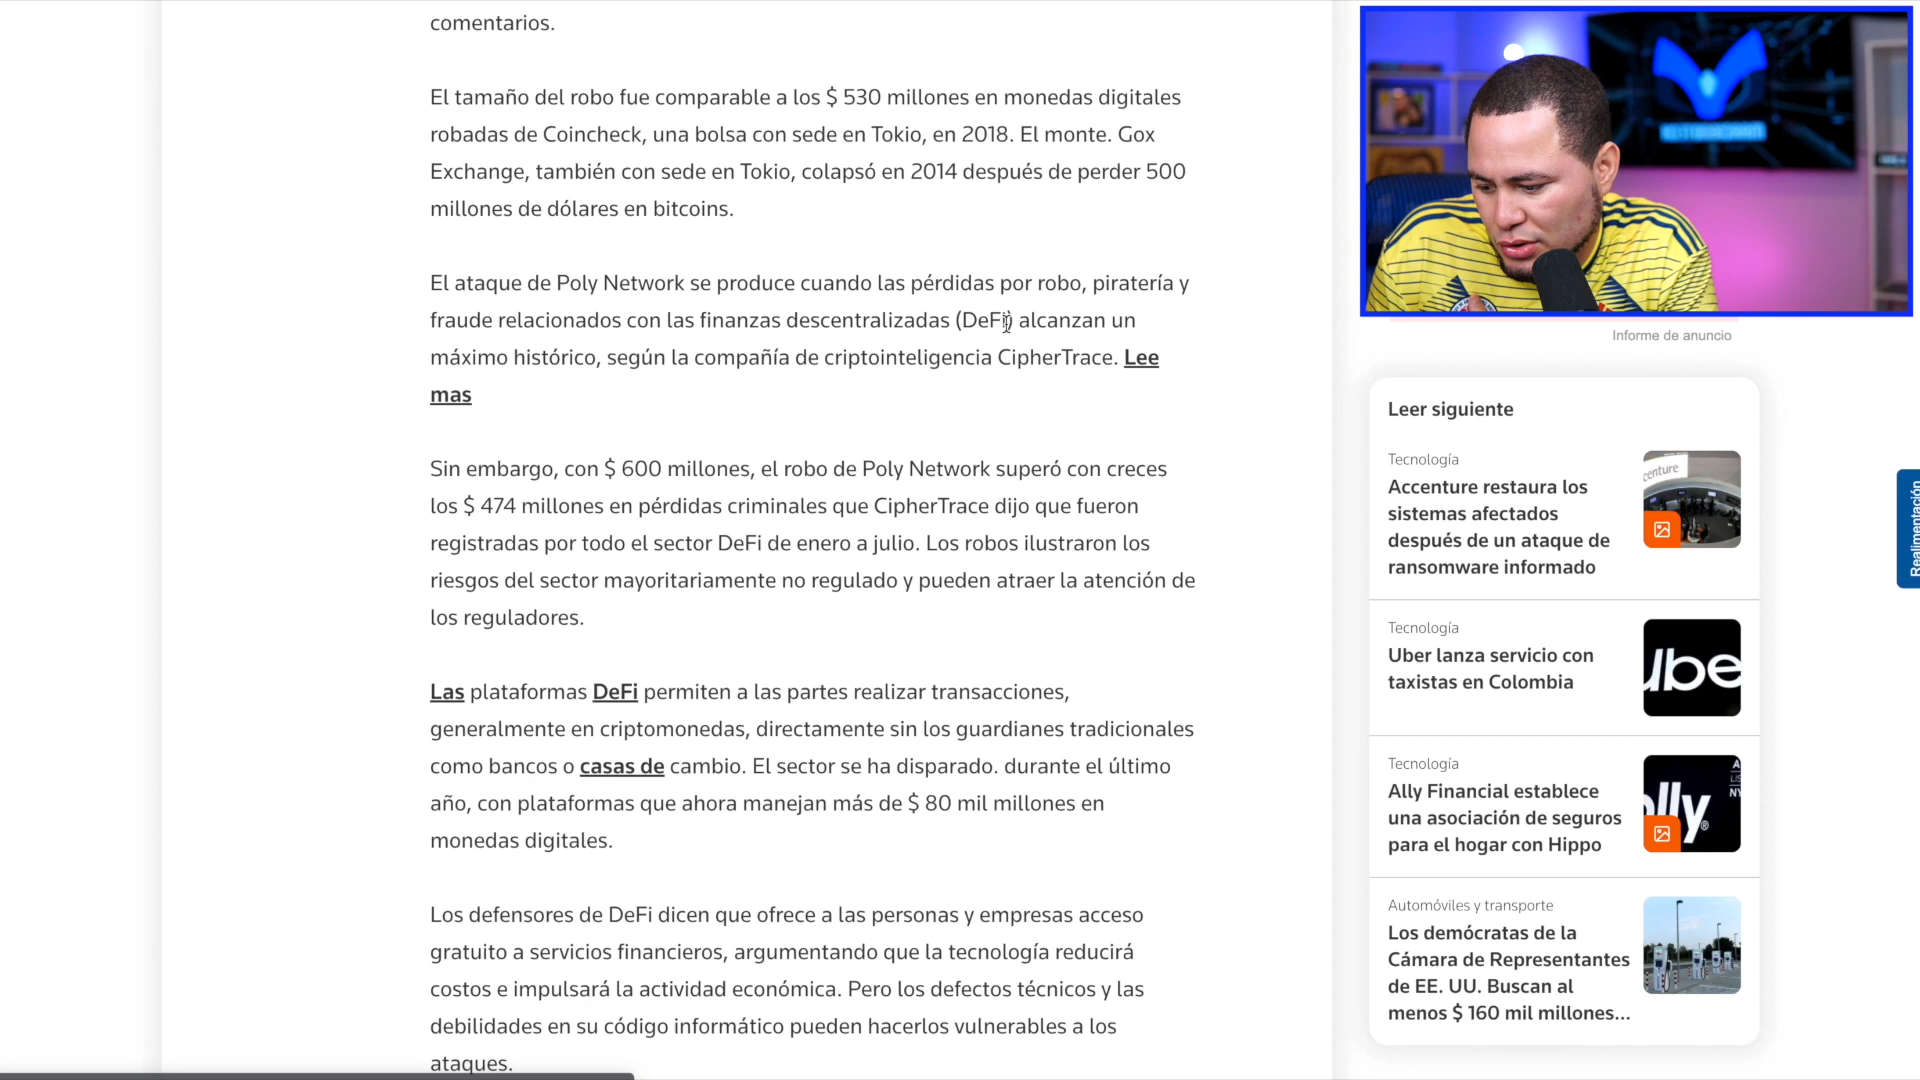 comentarios.
El tamaño del robo fue comparable a los $ 530 millones en monedas digitales
robadas de Coincheck, una bolsa con sede en Tokio, en 2018. El monte. Gox
Exchange, también con sede en Tokio, colapsó en 2014 después de perder 500
millones de dólares en bitcoins.
El ataque de Poly Network se produce cuando las pérdidas por robo, piratería y
fraude relacionados con las finanzas descentralizadas (DeFi) alcanzan un
máximo histórico, según la compañía de criptointeligencia CipherTrace. Lee
mas
Sin embargo, con $ 600 millones, el robo de Poly Network superó con creces
los $ 474 millones en pérdidas criminales que CipherTrace dijo que fueron
registradas por todo el sector DeFi de enero a julio. Los robos ilustraron los
riesgos del sector mayoritariamente no regulado y pueden atraer la atención de
los reguladores.
Las plataformas DeFi permiten a las partes realizar transacciones,
generalmente en criptomonedas, directamente sin los guardianes tradicionales
como bancos o casas de cambio. El sector se ha disparado. durante el último
año, con plataformas que ahora manejan más de $ 80 mil millones en
monedas digitales.
Los defensores de DeFi dicen que ofrece a las personas y empresas acceso
gratuito a servicios financieros, argumentando que la tecnología reducirá
costos e impulsará la actividad económica. Pero los defectos técnicos y las
debilidades en su código informático pueden hacerlos vulnerables a los
ataques.
Informe de anuncio
Leer siguiente
Tecnología
Accenture restaura los
sistemas afectados
después de un ataque de
ransomware informado
centure
Tecnología
Uber lanza servicio con
taxistas en Colombia
Ube
Tecnología
Ally Financial establece
una asociación de seguros
para el hogar con Hippo
ally
NY
Automóviles y transporte
Los demócratas de la
Cámara de Representantes
de EE. UU. Buscan al
menos $ 160 mil millones...
Realimentación